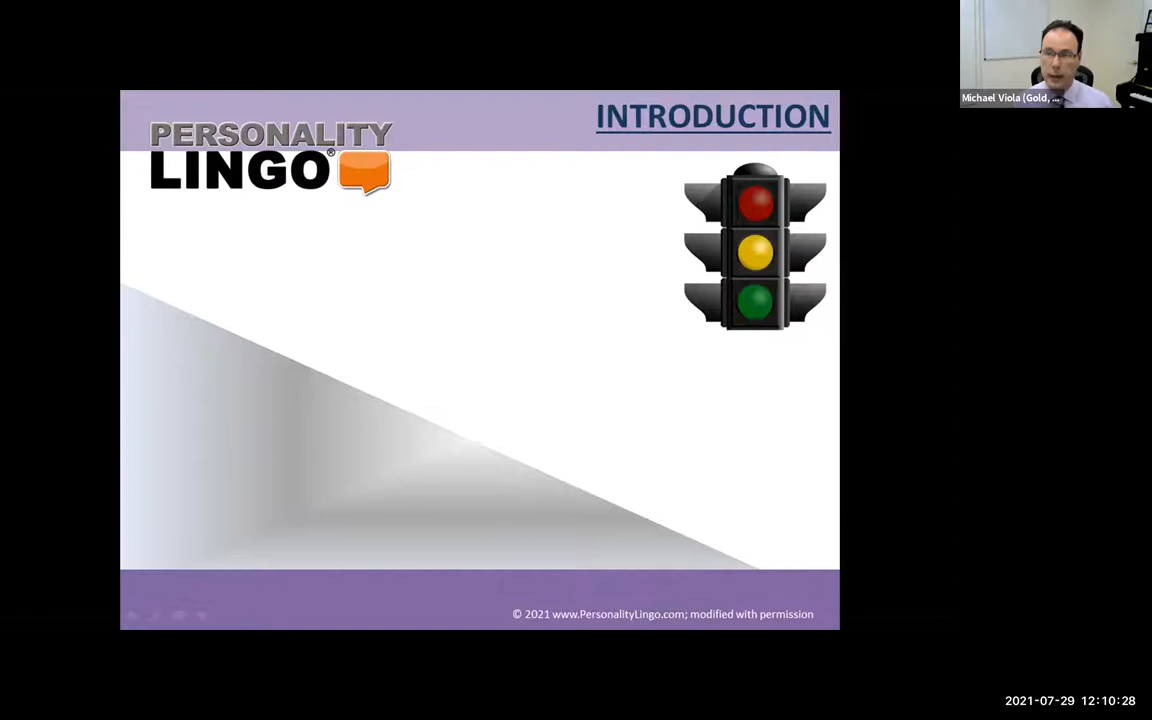 Michael Viola (Gold, ...
INTRODUCTION
PERSONALITY
LINGO®
© 2021 www.PersonalityLingo.com; modified with permission
2021-07-29 12:10:28